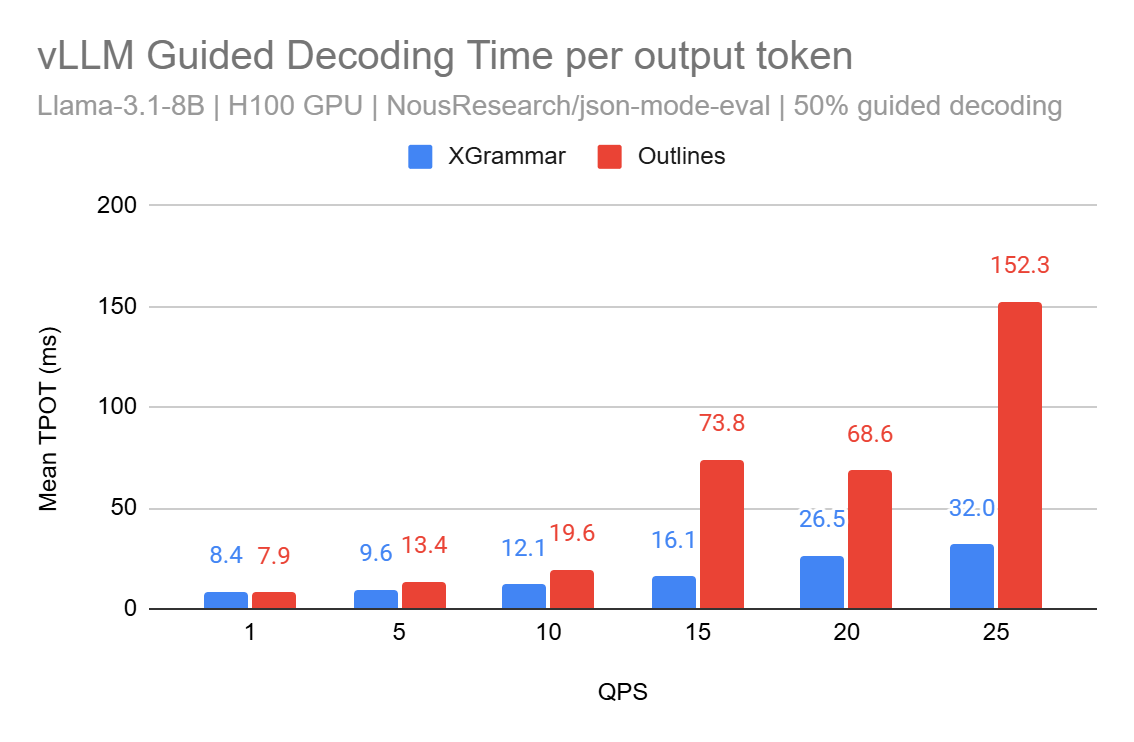 vLLM Guided Decoding Time per output token
Llama-3.1-8B | H100 GPU | NousResearch/json-mode-eval | 50% guided decoding
XGrammar Outlines
200
150
100
50
0
Mean TPOT (ms)
8.4 7.9
9.6 13.4
12.1 19.6
16.1 73.8
26.5 68.6
32.0 152.3
1 5 10 15 20 25
QPS